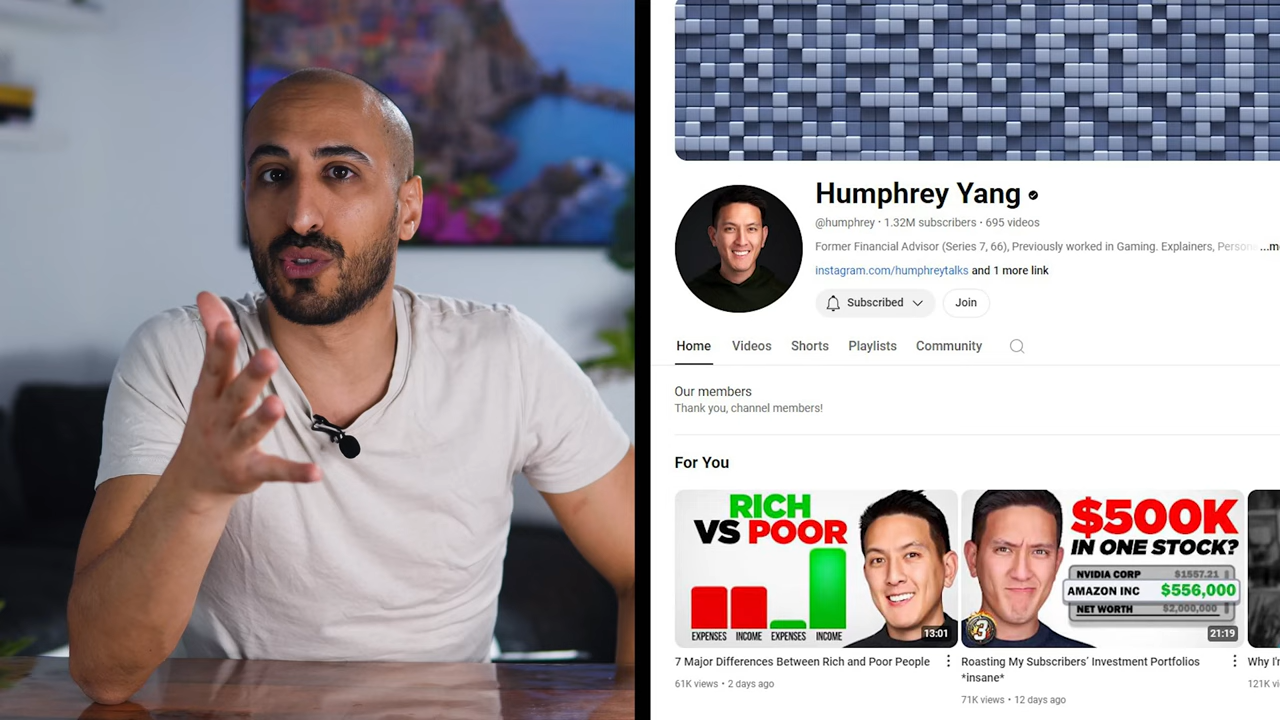 Humphrey Yang
@humphrey · 1.32M subscribers · 695 videos
Former Financial Advisor (Series 7, 66), Previously worked in Gaming. Explainers, Persona ...m
instagram.com/humphreytalks and 1 more link
Subscribed Join
Home Videos Shorts Playlists Community
Our members
Thank you, channel members!
For You
RICH
VS POOR
EXPENSES INCOME EXPENSES INCOME
13:01
$500K
IN ONE STOCK?
NVIDIA CORP $1557.21
AMAZON INC $556,000
NET WORTH $2,000,000
3
21:19
7 Major Differences Between Rich and Poor People
61K views · 2 days ago
Roasting My Subscribers' Investment Portfolios
*insane*
71K views · 12 days ago
Why I'
121K vi